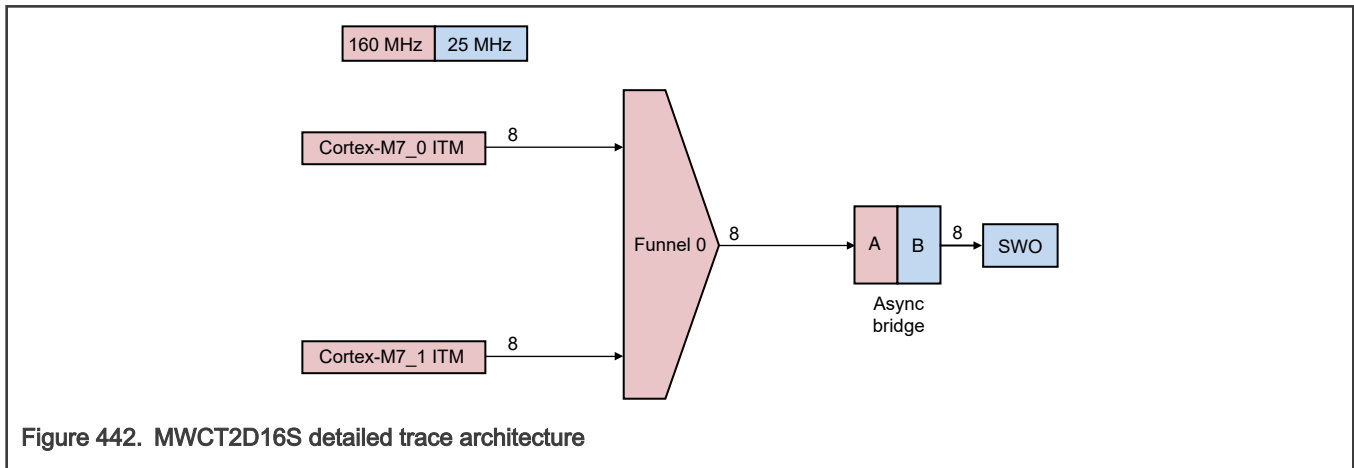 160 MHz
25 MHz
Cortex-M7_0 ITM
8
Funnel 0
8
A
B
8
SWO
Async
bridge
Cortex-M7_1 ITM
8
Figure 442. MWCT2D16S detailed trace architecture